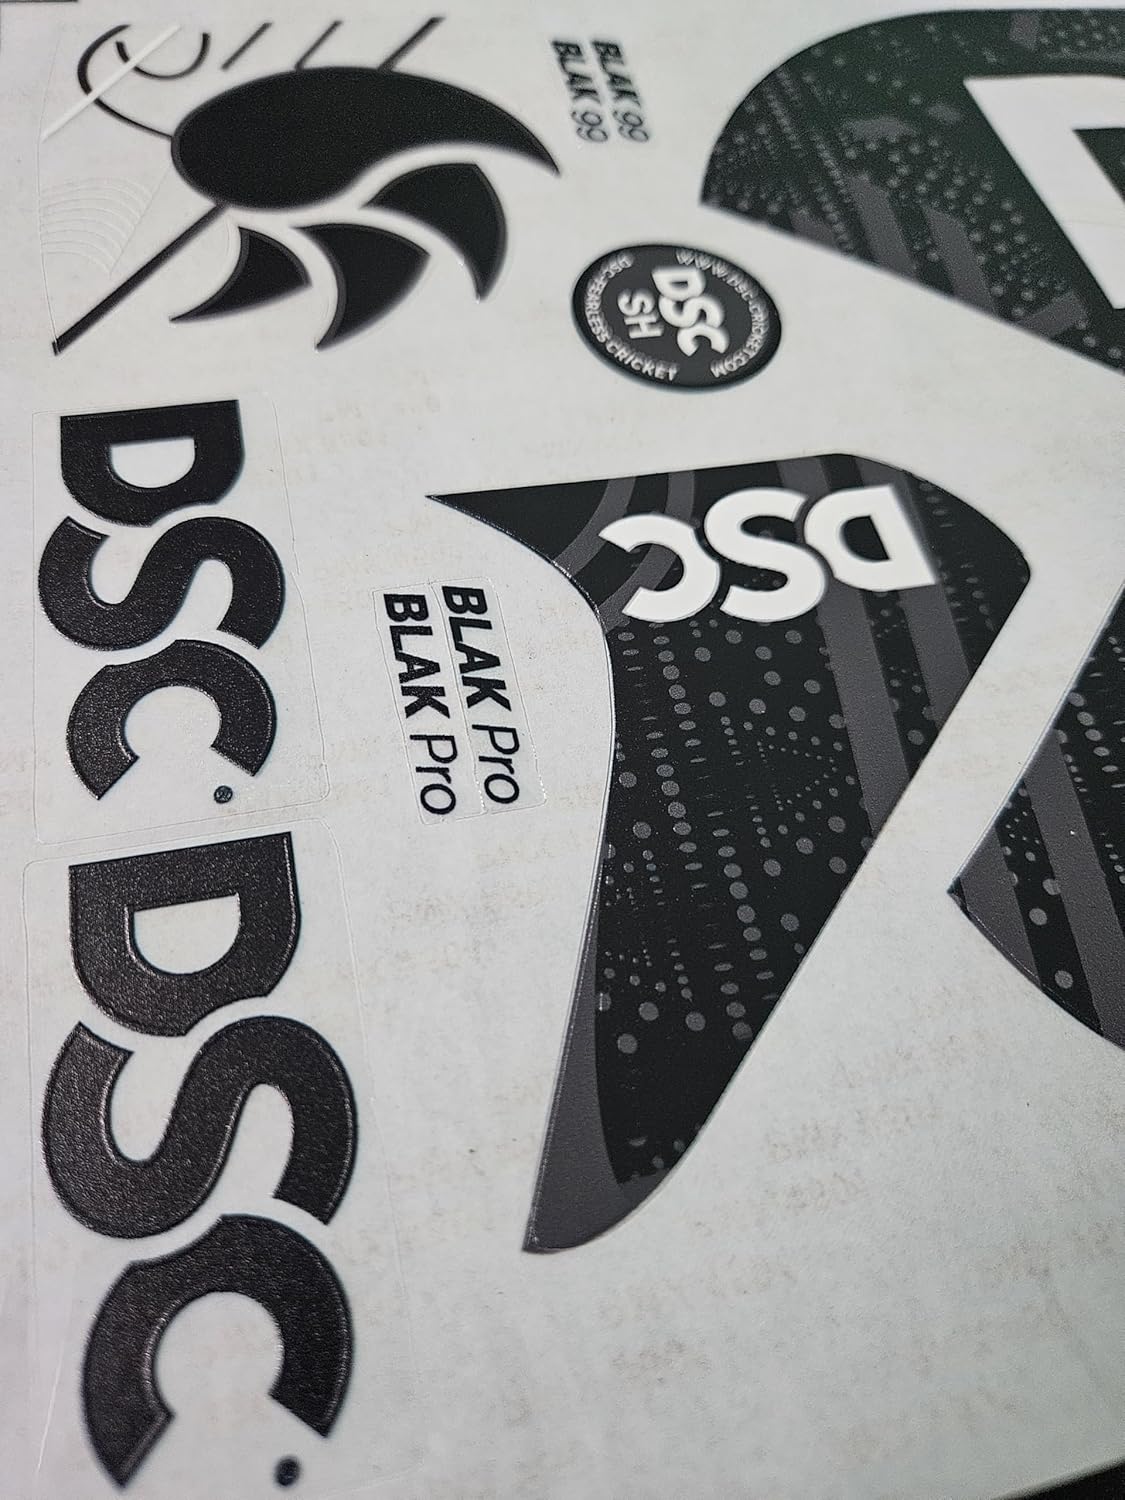 BLAK 99
BLAK 99
WWW.DSC-CRICKET.COM
DSC
SH
DSC-FEARLESS CRICKET
DSC
DSC
BLAK Pro
BLAK Pro
DSC